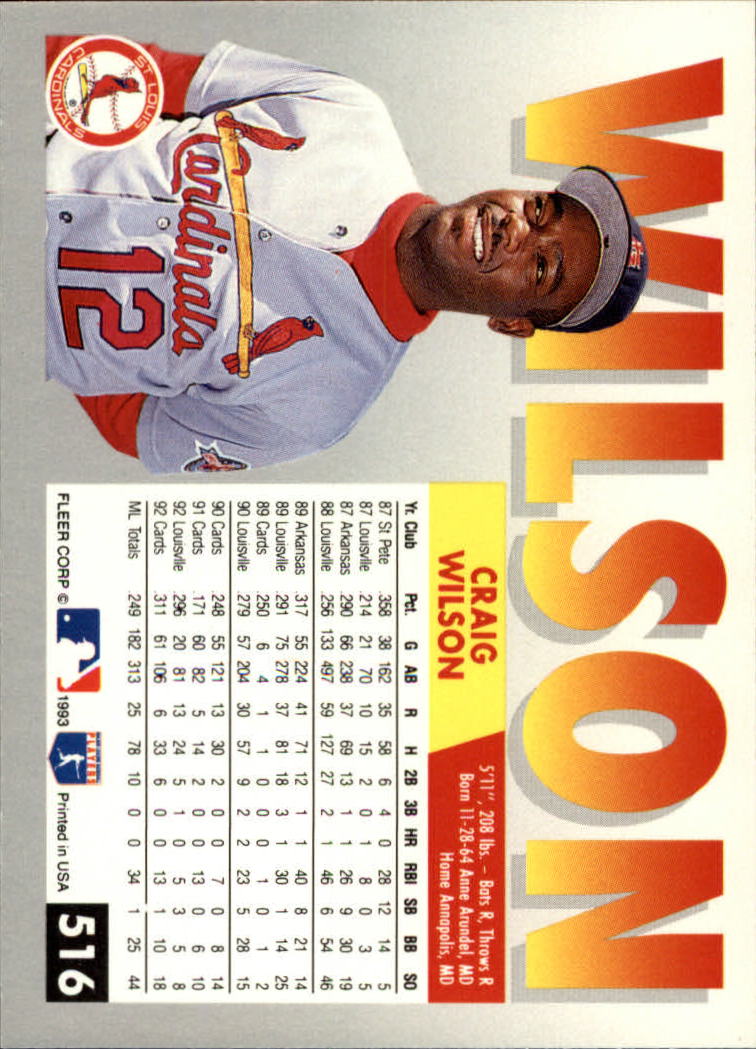 WILSON
ST LOUIS
CARDINALS
Cardinals
12
CRAIG
WILSON
5'11", 208 lbs. – Bats R, Throws R
Born 11-28-64 Anne Arundel, MD
Home Annapolis, MD
Yr. Club Pct. G AB R H 2B 3B HR RBI SB BB SO
87 St Pete .358 38 162 35 58 6 4 0 28 12 14 5
87 Louisville .214 21 70 10 15 2 0 1 8 0 3 5
87 Arkansas .290 66 238 37 69 13 1 1 26 9 30 19
88 Louisville .256 133 497 59 127 27 2 1 46 6 54 46
89 Arkansas .317 55 224 41 71 12 1 1 40 8 21 14
89 Louisville .291 75 278 37 81 18 3 1 30 1 14 25
89 Cards .250 6 4 1 1 0 0 0 1 0 1 2
90 Louisville .279 57 204 30 57 9 2 2 23 5 28 15
90 Cards .248 55 121 13 30 2 0 0 7 0 8 14
91 Cards .171 60 82 5 14 2 0 0 13 0 6 10
92 Louisville .296 20 81 13 24 5 1 0 5 3 5 8
92 Cards .311 61 106 6 33 6 0 0 13 1 10 18
ML Totals .249 182 313 25 78 10 0 0 34 1 25 44
FLEER CORP © 1993 PLAYERS Printed in USA
516